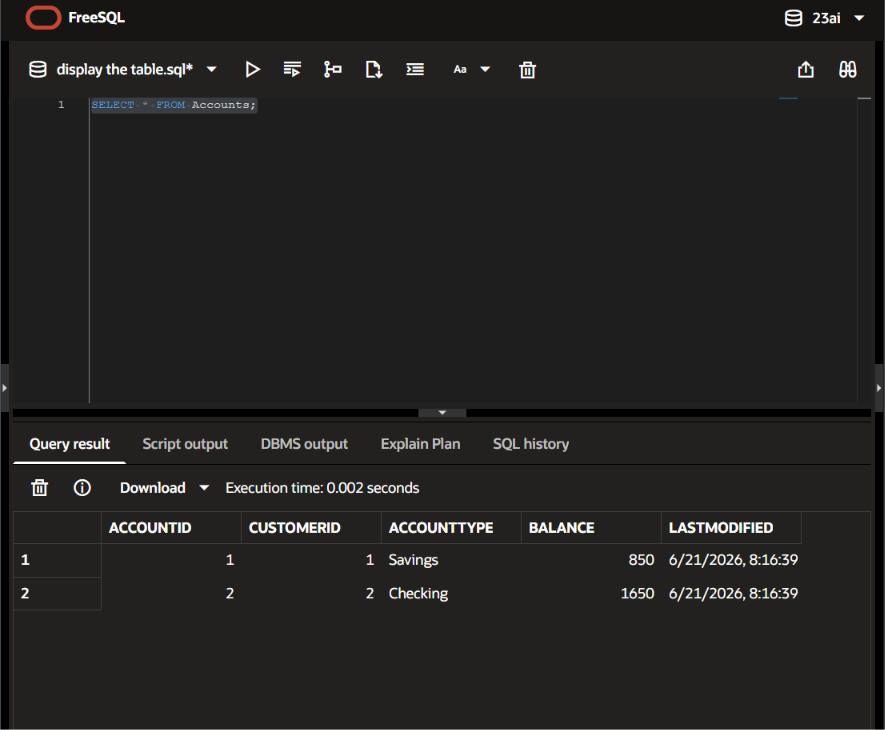 FreeSQL
23ai
display the table.sql*
Aa
1 SELECT * FROM Accounts;
Query result Script output DBMS output Explain Plan SQL history
Download Execution time: 0.002 seconds
ACCOUNTID CUSTOMERID ACCOUNTTYPE BALANCE LASTMODIFIED
1 1 1 Savings 850 6/21/2026, 8:16:39
2 2 2 Checking 1650 6/21/2026, 8:16:39